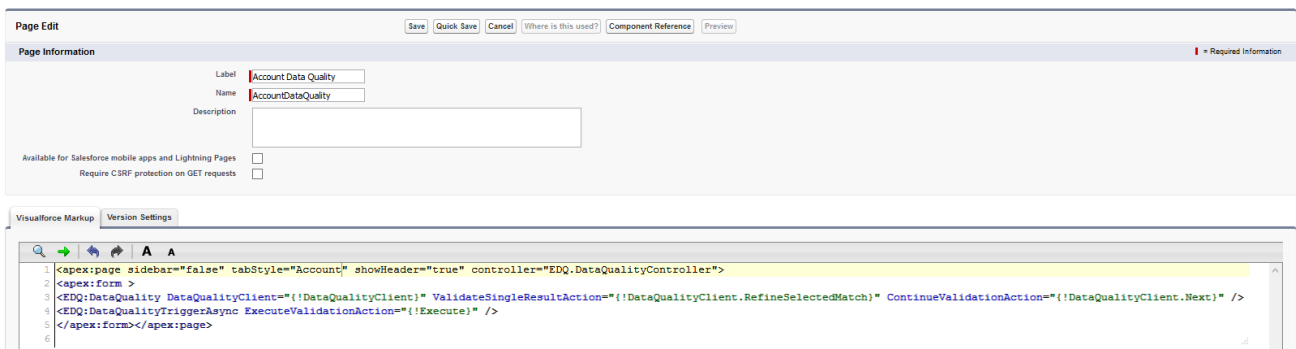 Page Edit Save Quick Save Cancel Where is this used? Component Reference Preview
Page Information = Required Information
Label Account Data Quality
Name AccountDataQuality
Description
Available for Salesforce mobile apps and Lightning Pages
Require CSRF protection on GET requests
Visualforce Markup Version Settings
A A
1 <apex:page sidebar="false" tabStyle="Account" showHeader="true" controller="EDQ.DataQualityController">
2 <apex:form >
3 <EDQ:DataQuality DataQualityClient="{!DataQualityClient}" ValidateSingleResultAction="{!DataQualityClient.RefineSelectedMatch}" ContinueValidationAction="{!DataQualityClient.Next}" />
4 <EDQ:DataQualityTriggerAsync ExecuteValidationAction="{!Execute}" />
5 </apex:form></apex:page>
6